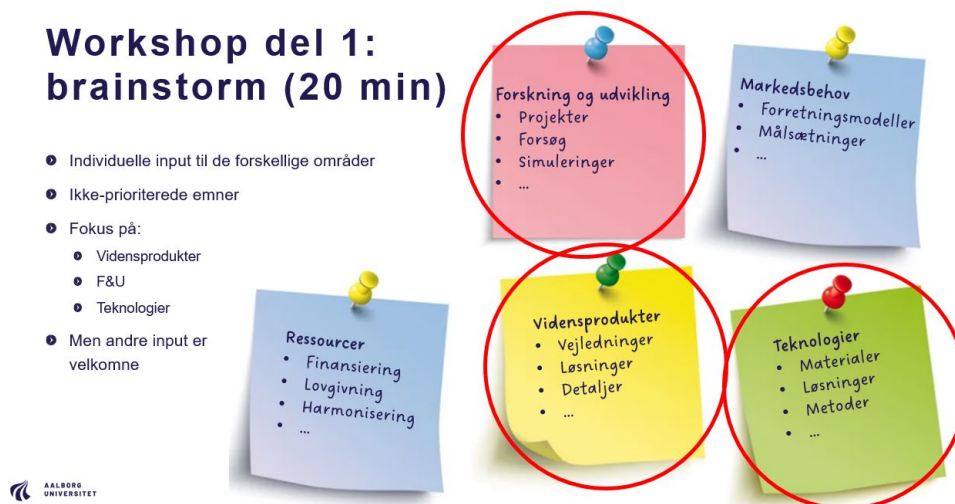 Workshop del 1:
brainstorm (20 min)
Individuelle input til de forskellige områder
Ikke-prioriterede emner
Fokus på:
Vidensprodukter
F&U
Teknologier
Men andre input er
velkomne
Forskning og udvikling
• Projekter
• Forsøg
• Simuleringer
• ...
Markedsbehov
• Forretningsmodeller
• Målsætninger
• ...
Ressourcer
• Finansiering
• Lovgivning
• Harmonisering
• ...
Vidensprodukter
• Vejledninger
• Løsninger
• Detaljer
• ...
Teknologier
• Materialer
• Løsninger
• Metoder
• ...
AALBORG
UNIVERSITET